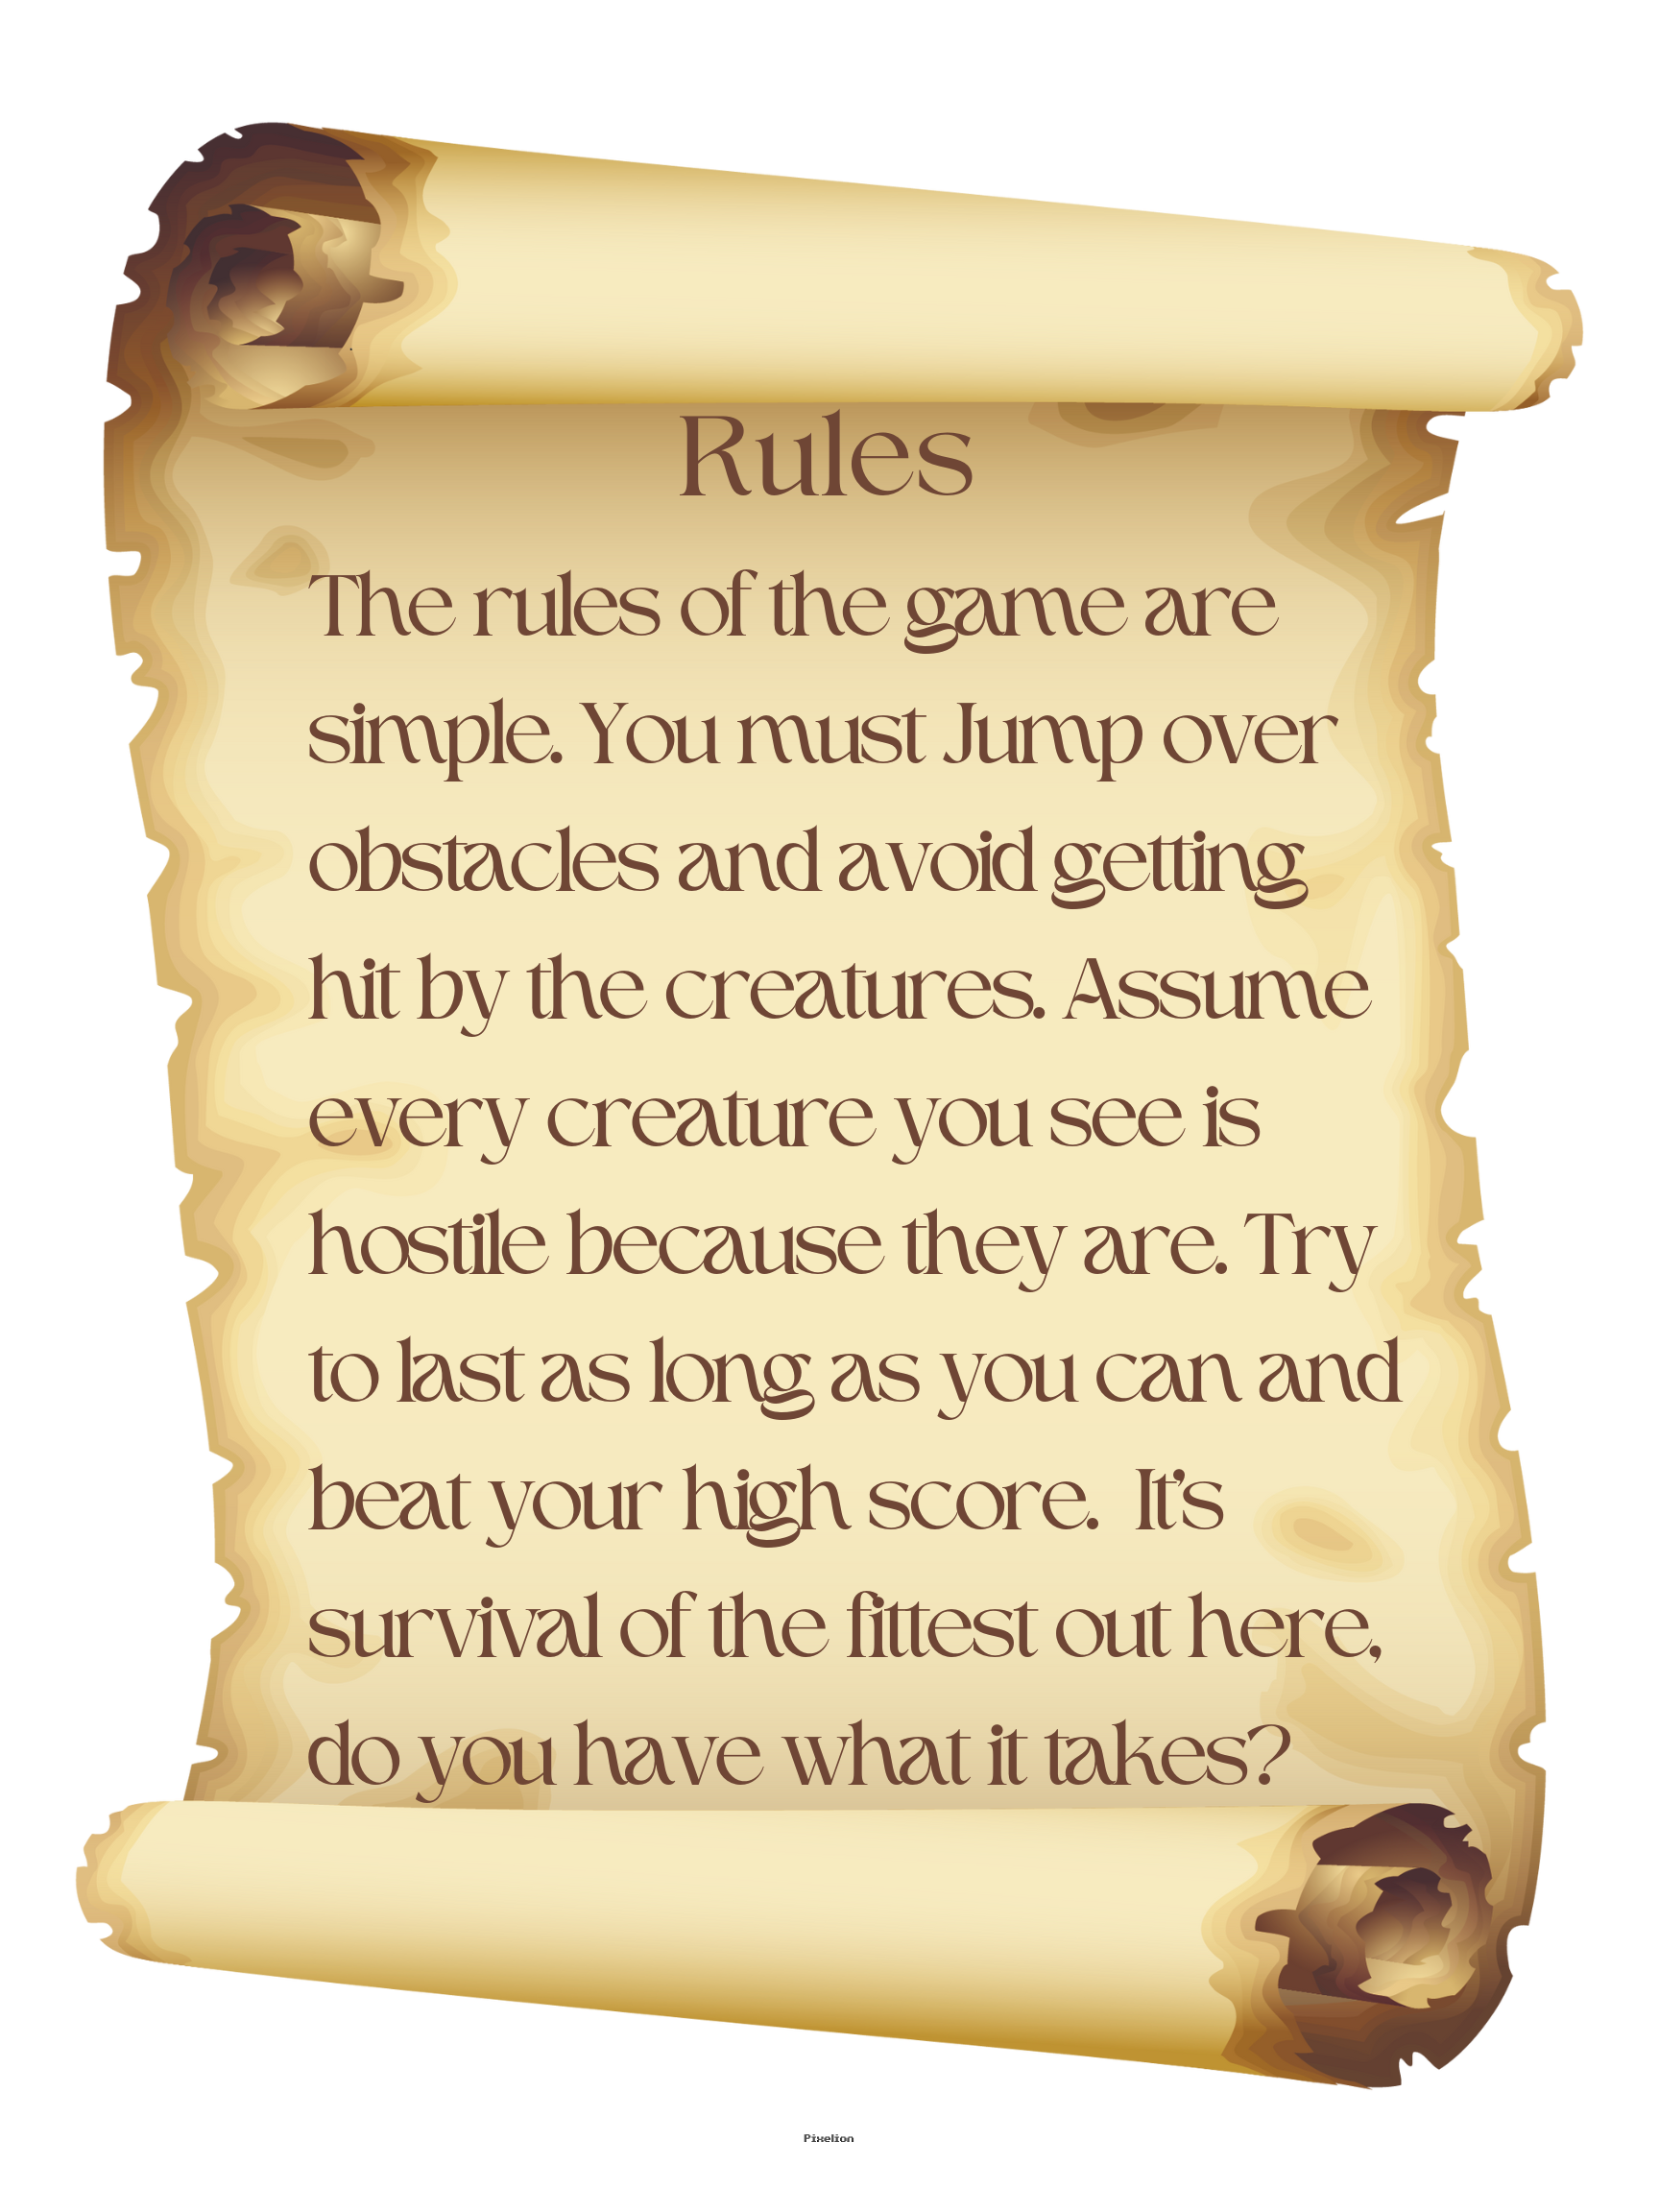 Rules
The rules of the game are
simple. You must Jump over
obstacles and avoid getting
hit by the creatures. Assume
every creature you see is
hostile because they are. Try
to last as long as you can and
beat your high score.  It's
survival of the fittest out here,
do you have what it takes?
Pixelion